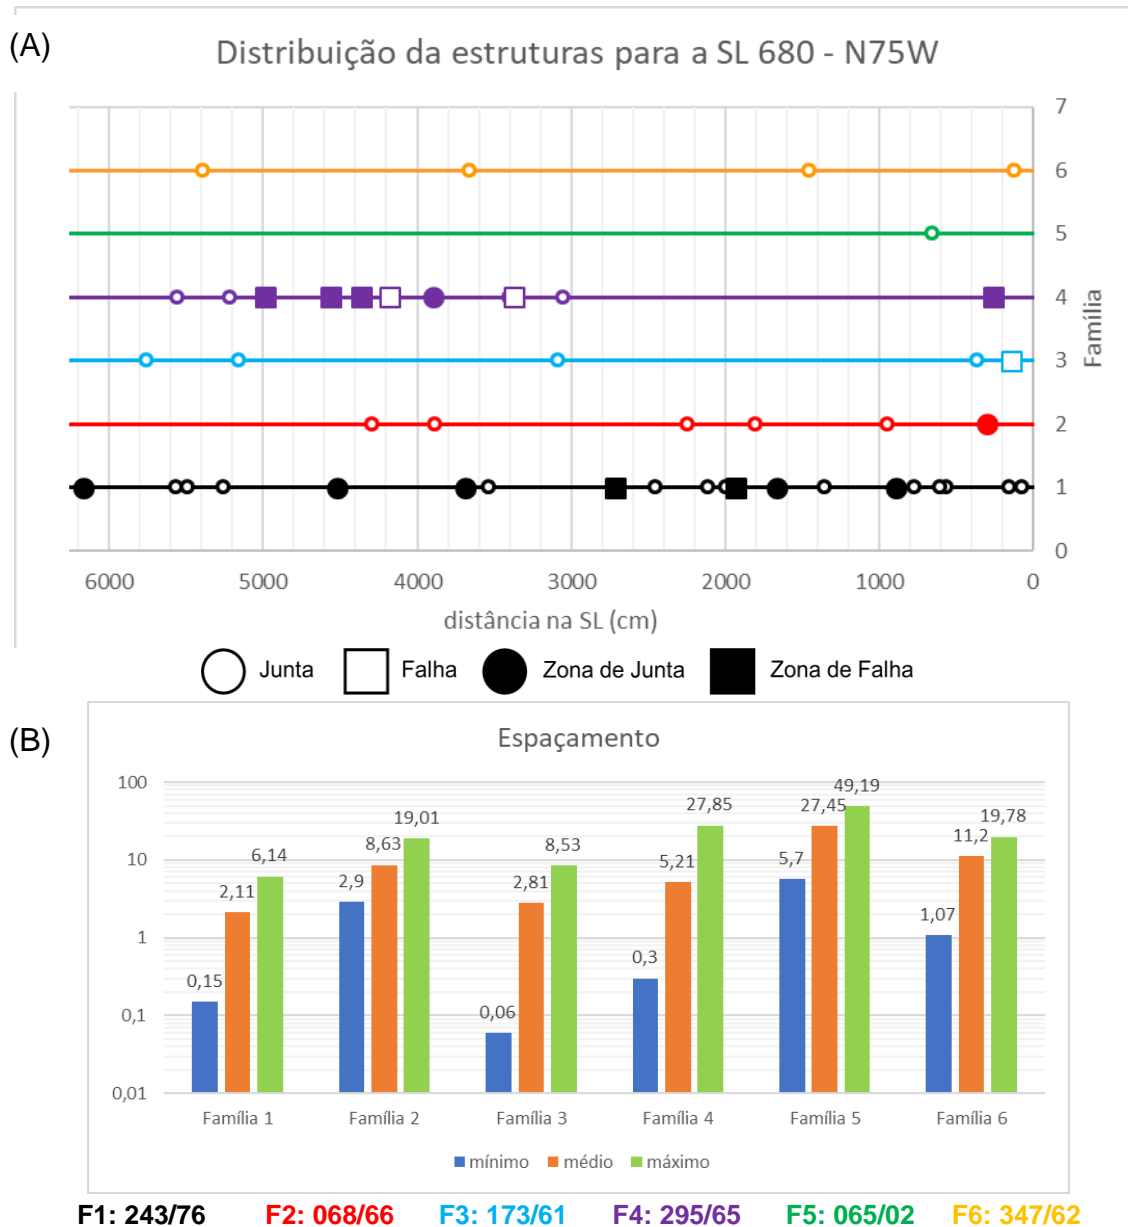 (A)
Distribuição da estruturas para a SL 680 - N75W
7
6
5
4
3
2
1
0
Família
6000 5000 4000 3000 2000 1000 0
distância na SL (cm)
Junta Falha Zona de Junta Zona de Falha
(B)
Espaçamento
100
10
1
0,1
0,01
0,15 2,11 6,14
2,9 8,63 19,01
0,06 2,81 8,53
0,3 5,21 27,85
5,7 27,45 49,19
1,07 11,2 19,78
Família 1 Família 2 Família 3 Família 4 Família 5 Família 6
mínimo médio máximo
F1: 243/76 F2: 068/66 F3: 173/61 F4: 295/65 F5: 065/02 F6: 347/62